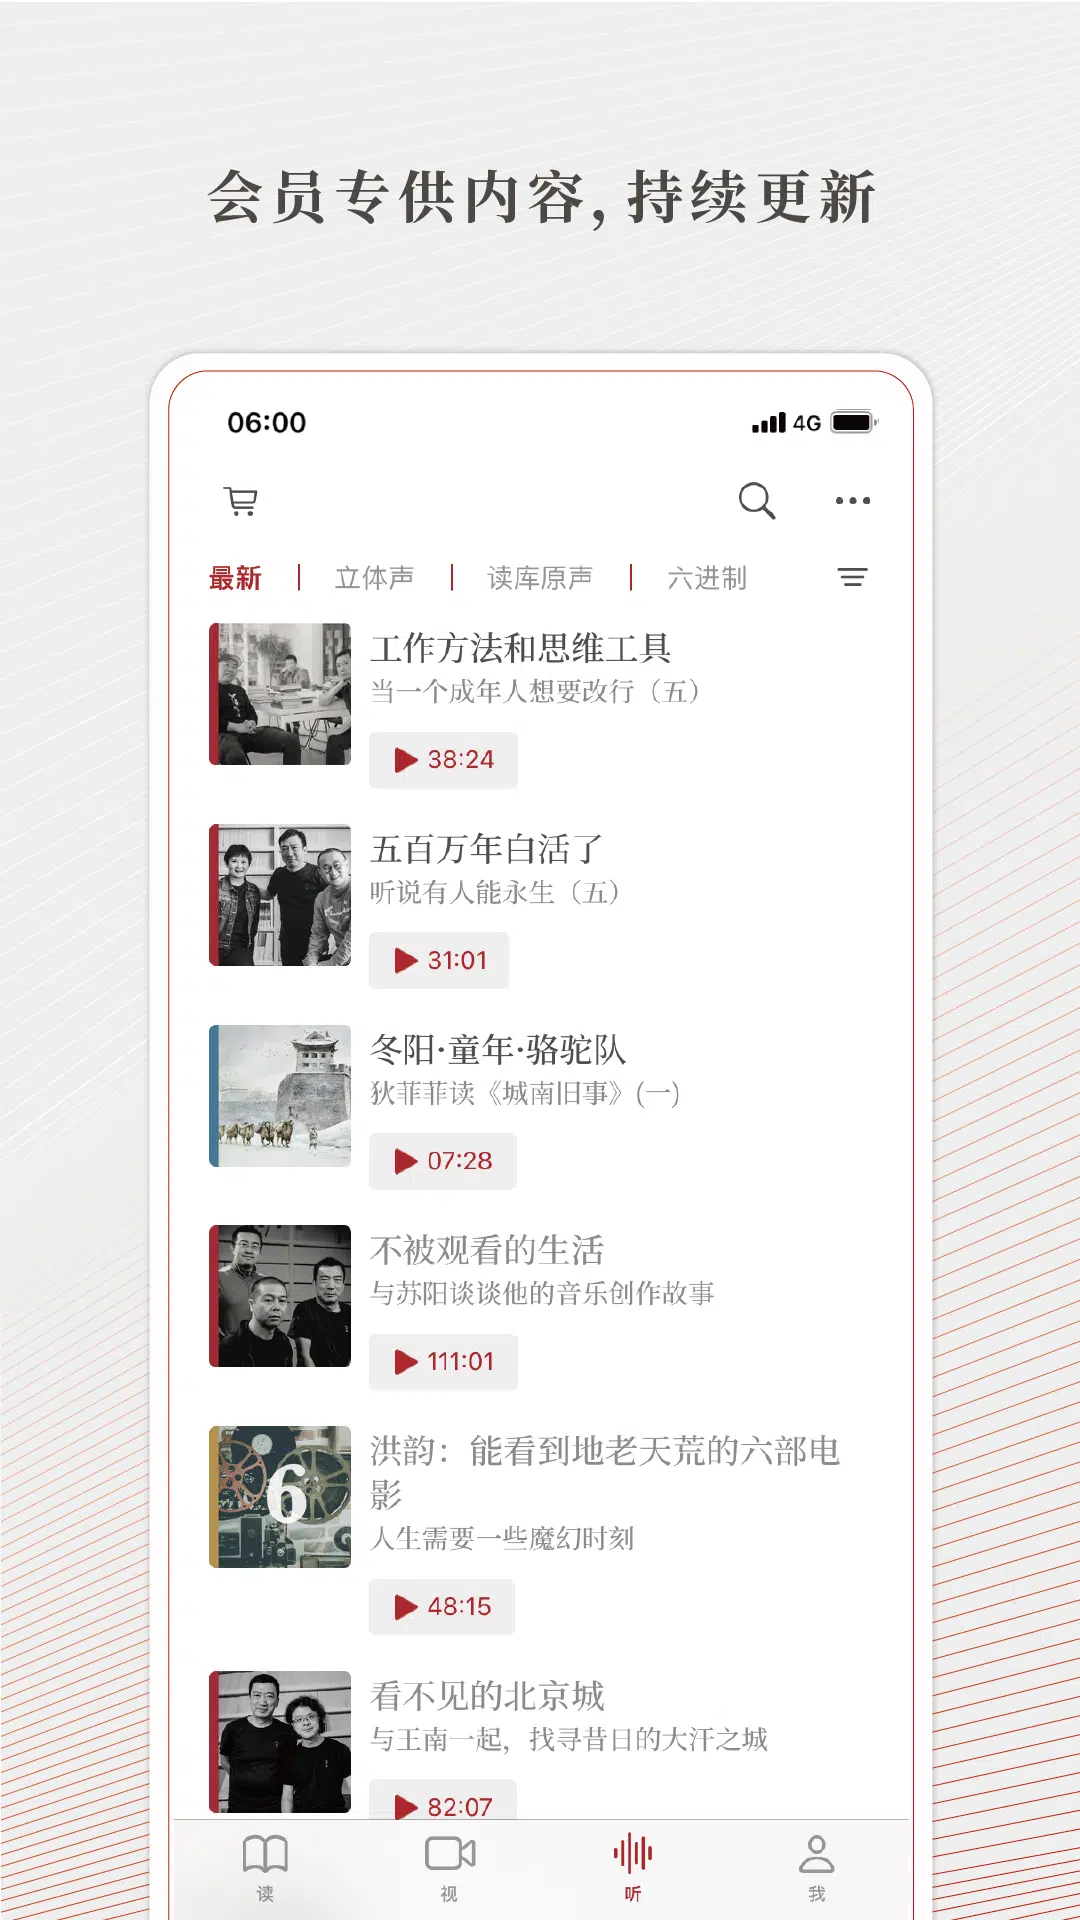 会员专供内容, 持续更新
06:00
4G
最新 | 立体声 | 读库原声 | 六进制
工作方法和思维工具
当一个成年人想要改行（五）
38:24
五百万年白活了
听说有人能永生（五）
31:01
冬阳·童年·骆驼队
狄菲菲读《城南旧事》(一)
07:28
不被观看的生活
与苏阳谈谈他的音乐创作故事
111:01
6
洪韵：能看到地老天荒的六部电
影
人生需要一些魔幻时刻
48:15
看不见的北京城
与王南一起，找寻昔日的大汗之城
82:07
读 视 听 我